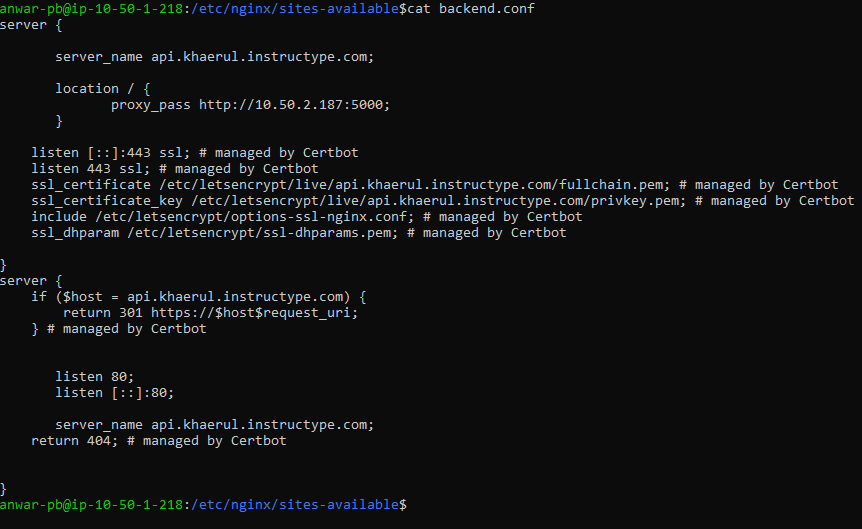 anwar-pb@ip-10-50-1-218:/etc/nginx/sites-available$cat backend.conf
server {
server_name api.khaerul.instructype.com;
location / {
proxy_pass http://10.50.2.187:5000;
}
listen [::]:443 ssl; # managed by Certbot
listen 443 ssl; # managed by Certbot
ssl_certificate /etc/letsencrypt/live/api.khaerul.instructype.com/fullchain.pem; # managed by Certbot
ssl_certificate_key /etc/letsencrypt/live/api.khaerul.instructype.com/privkey.pem; # managed by Certbot
include /etc/letsencrypt/options-ssl-nginx.conf; # managed by Certbot
ssl_dhparam /etc/letsencrypt/ssl-dhparams.pem; # managed by Certbot
}
server {
if ($host = api.khaerul.instructype.com) {
return 301 https://$host$request_uri;
} # managed by Certbot
listen 80;
listen [::]:80;
server_name api.khaerul.instructype.com;
return 404; # managed by Certbot
}
anwar-pb@ip-10-50-1-218:/etc/nginx/sites-available$